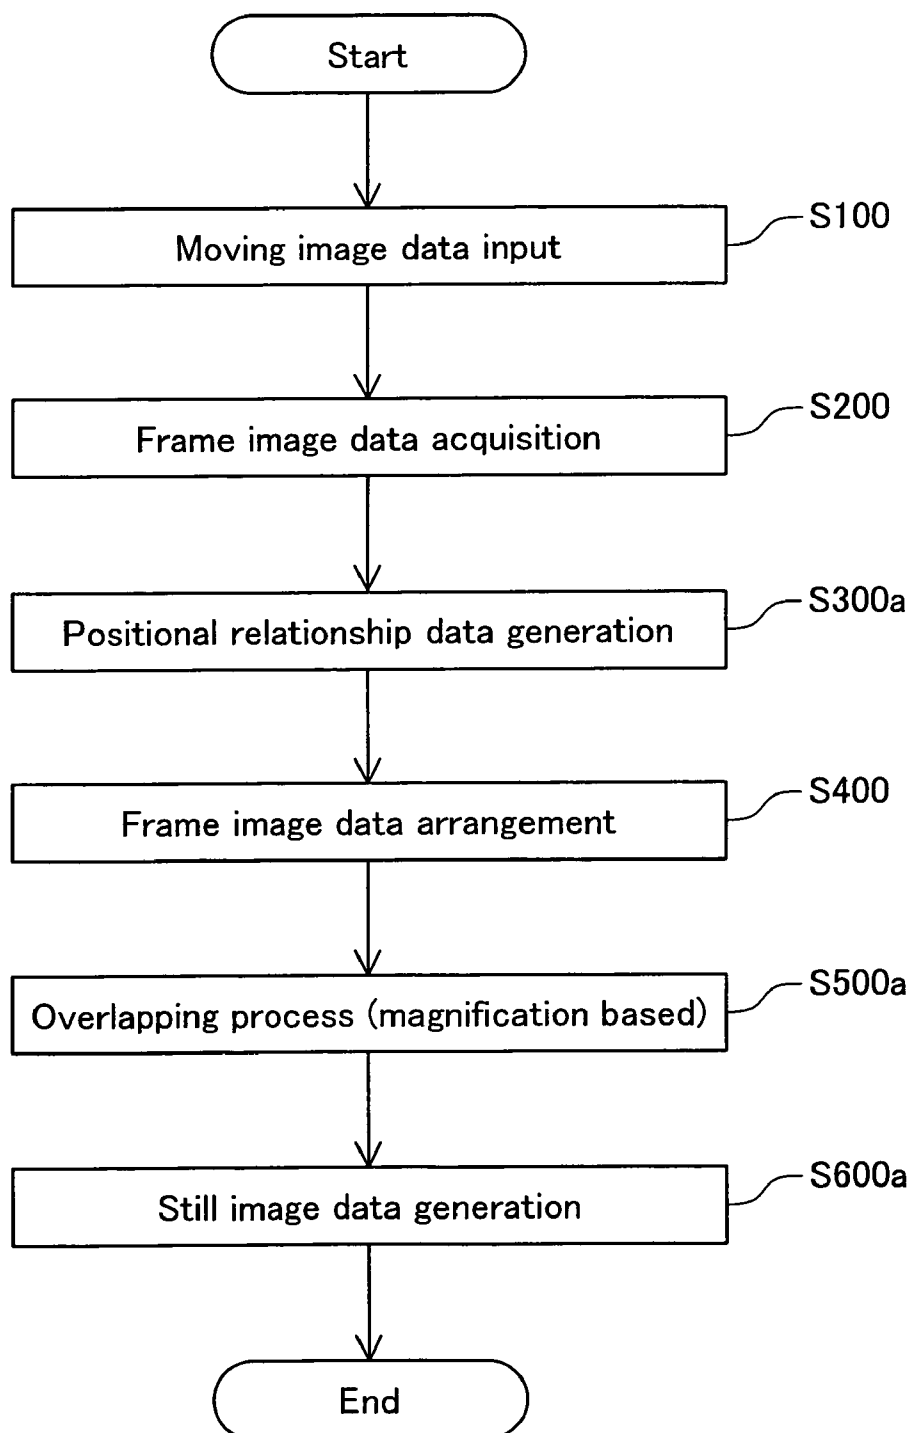 Start
Moving image data input
S100
Frame image data acquisition
S200
Positional relationship data generation
S300a
Frame image data arrangement
S400
Overlapping process (magnification based)
S500a
Still image data generation
S600a
End